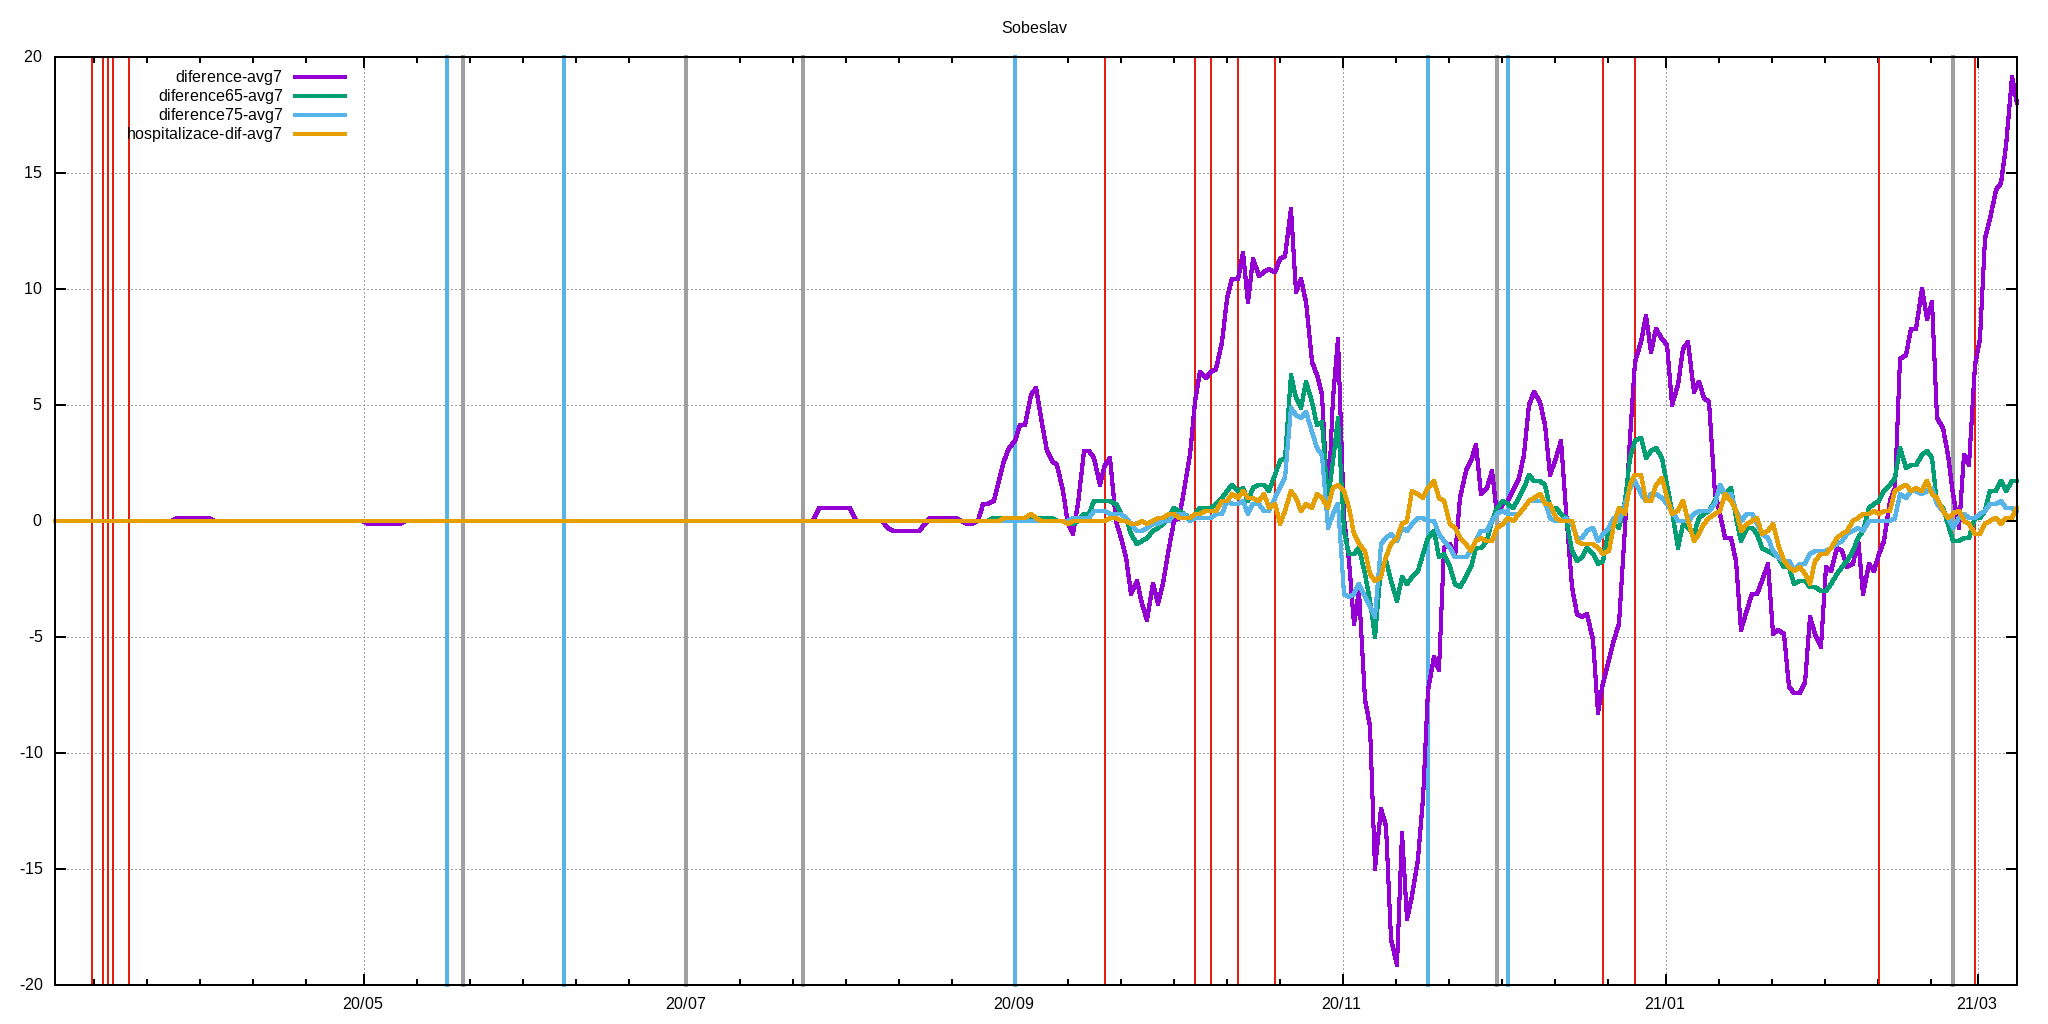 Sobeslav
diference-avg7
diference65-avg7
diference75-avg7
hospitalizace-dif-avg7
20
15
10
5
0
-5
-10
-15
-20
20/05 20/07 20/09 20/11 21/01 21/03